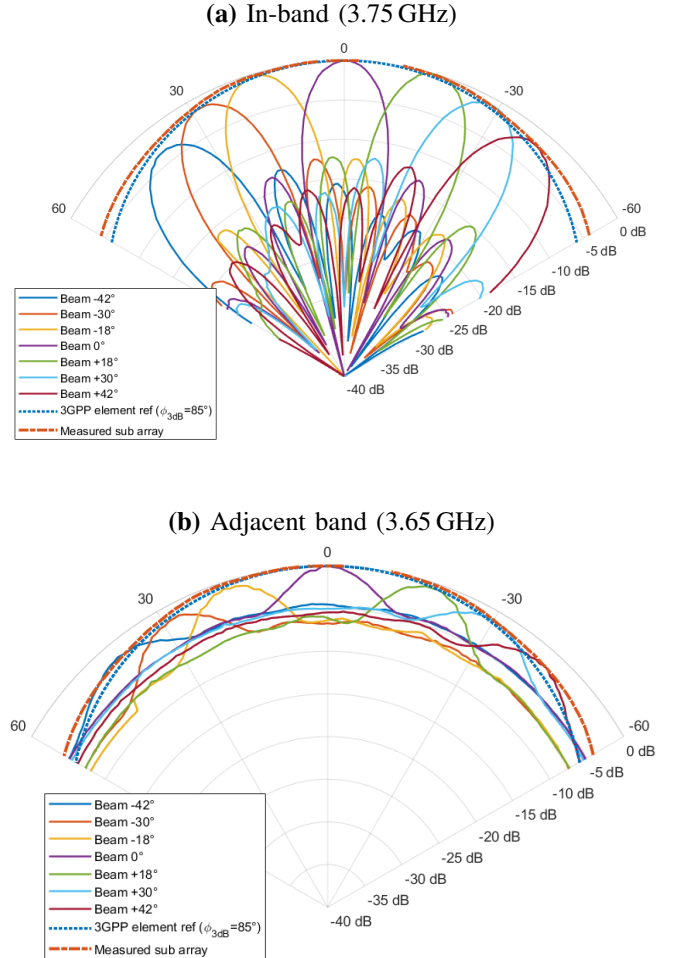 (a) In-band (3.75 GHz)
0
30
-30
60
-60
0 dB
-5 dB
-10 dB
-15 dB
-20 dB
-25 dB
-30 dB
-35 dB
-40 dB
Beam -42°
Beam -30°
Beam -18°
Beam 0°
Beam +18°
Beam +30°
Beam +42°
3GPP element ref (ϕ3dB=85°)
Measured sub array
(b) Adjacent band (3.65 GHz)
0
30
-30
60
-60
0 dB
-5 dB
-10 dB
-15 dB
-20 dB
-25 dB
-30 dB
-35 dB
-40 dB
Beam -42°
Beam -30°
Beam -18°
Beam 0°
Beam +18°
Beam +30°
Beam +42°
3GPP element ref (ϕ3dB=85°)
Measured sub array